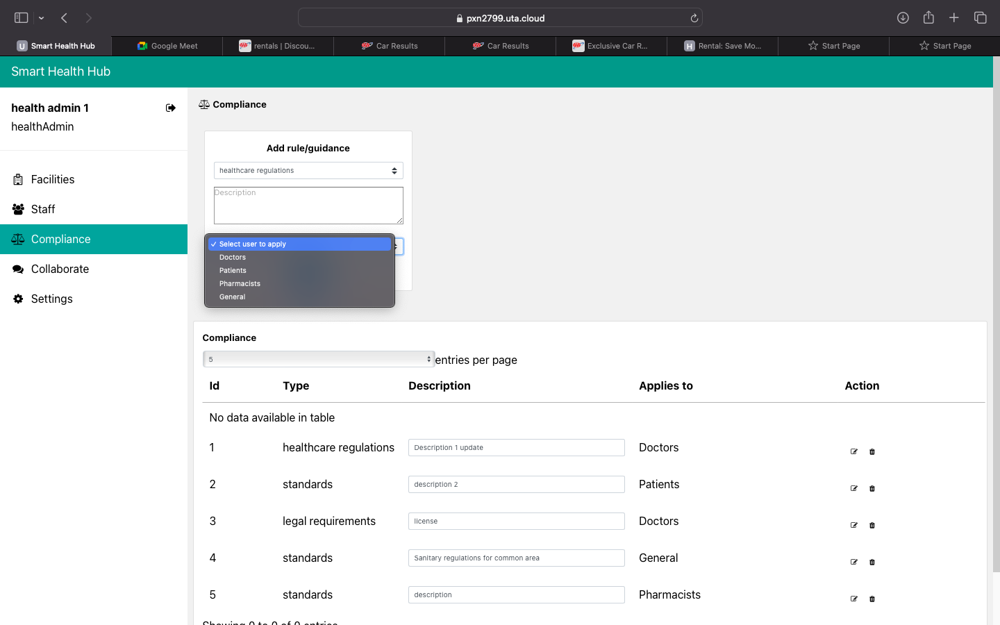 pxn2799.uta.cloud
U Smart Health Hub
Google Meet
rentals | Discou...
Car Results
Car Results
Exclusive Car R...
H Rental: Save Mo...
Start Page
Start Page
Smart Health Hub
health admin 1
healthAdmin
Facilities
Staff
Compliance
Collaborate
Settings
Compliance
Add rule/guidance
healthcare regulations
Description
✓ Select user to apply
Doctors
Patients
Pharmacists
General
Compliance
5 entries per page
Id Type Description Applies to Action
No data available in table
1 healthcare regulations Description 1 update Doctors
2 standards description 2 Patients
3 legal requirements license Doctors
4 standards Sanitary regulations for common area General
5 standards description Pharmacists
Showing 0 to 0 of 0 entries